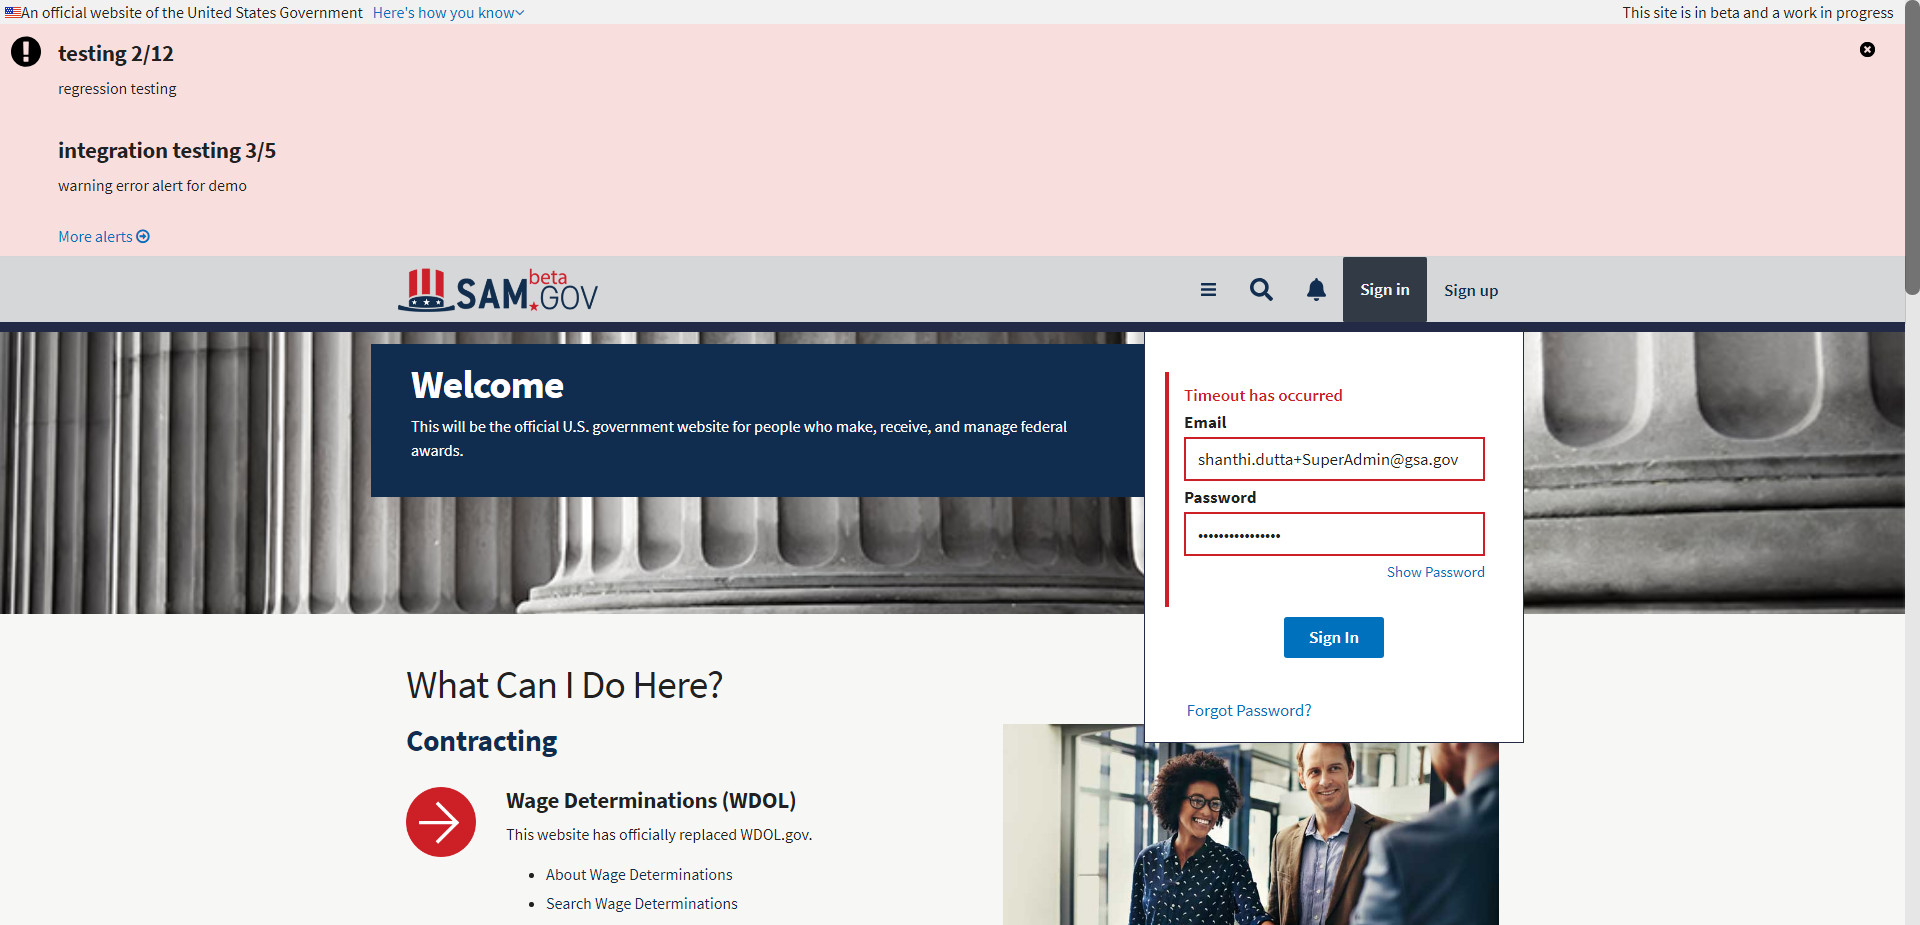 An official website of the United States Government Here's how you know
This site is in beta and a work in progress
testing 2/12
regression testing
integration testing 3/5
warning error alert for demo
More alerts
SAM beta .GOV
Sign in
Sign up
Welcome
This will be the official U.S. government website for people who make, receive, and manage federal
awards.
Timeout has occurred
Email
shanthi.dutta+SuperAdmin@gsa.gov
Password
••••••••••••••••
Show Password
Sign In
Forgot Password?
What Can I Do Here?
Contracting
Wage Determinations (WDOL)
This website has officially replaced WDOL.gov.
• About Wage Determinations
• Search Wage Determinations